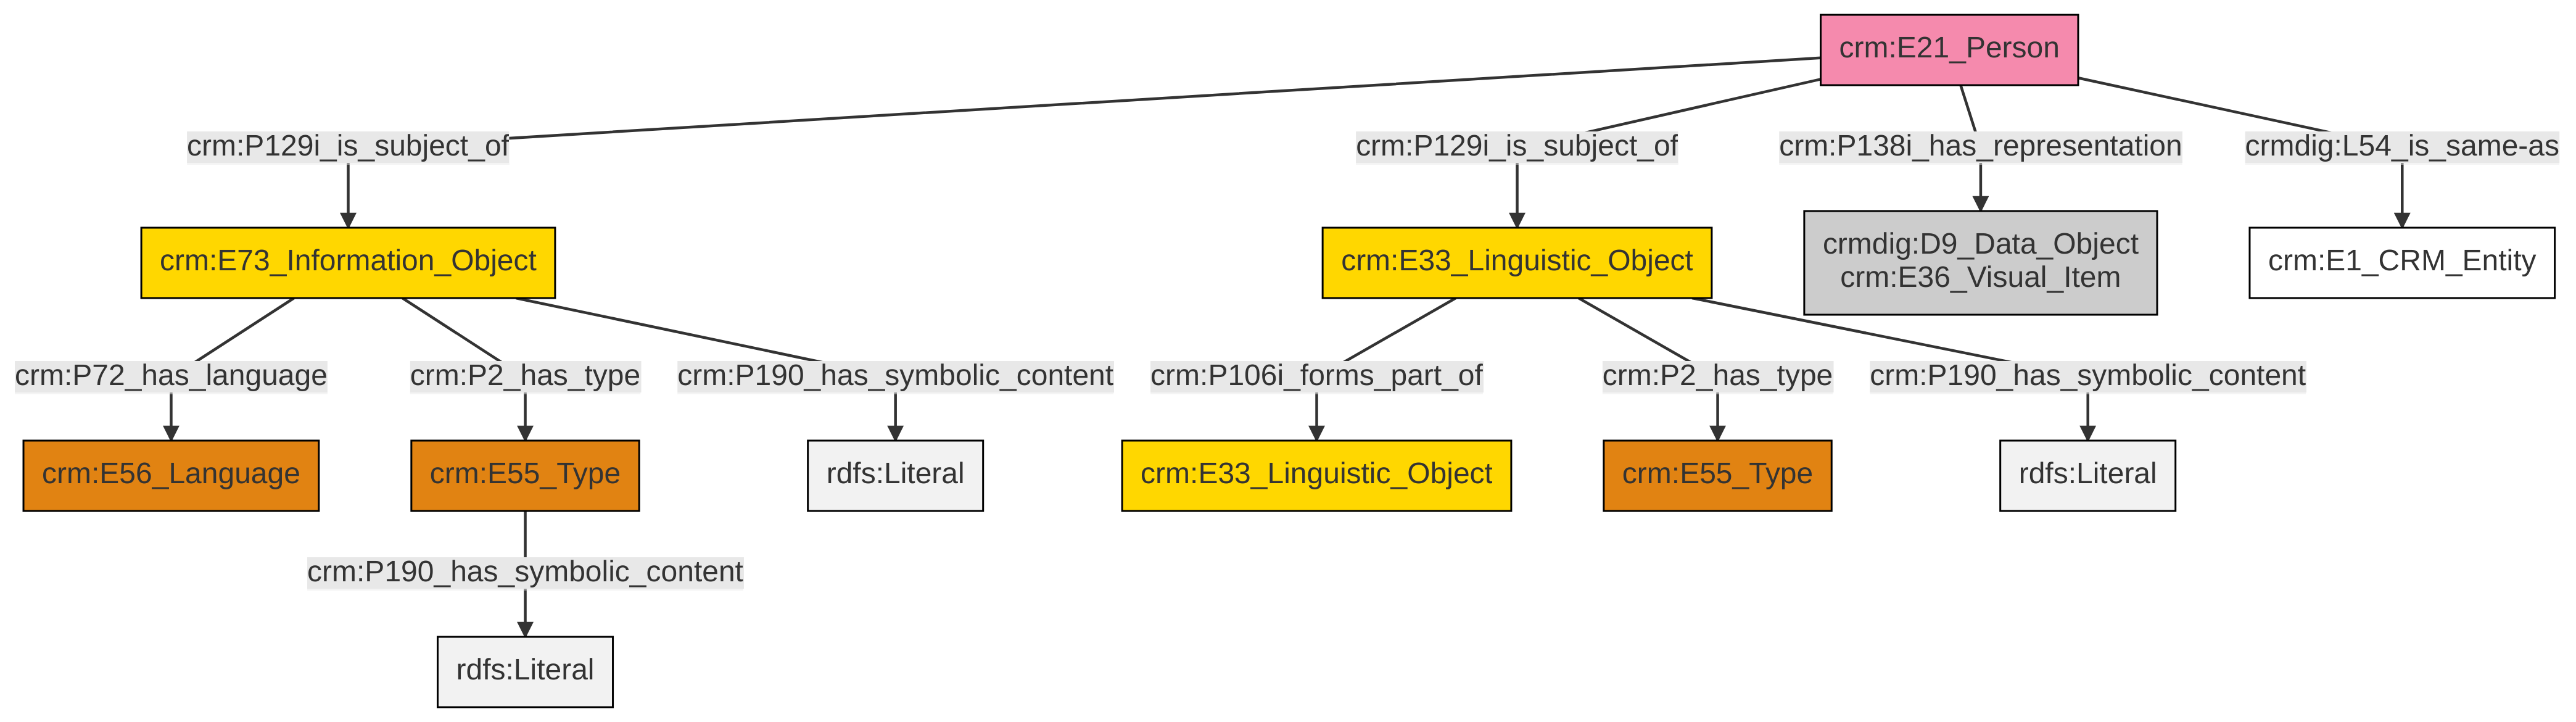 crm:E21_Person
crm:P129i_is_subject_of
crm:P129i_is_subject_of
crm:P138i_has_representation
crmdig:L54_is_same-as
crm:E73_Information_Object
crm:E33_Linguistic_Object
crmdig:D9_Data_Object
crm:E36_Visual_Item
crm:E1_CRM_Entity
crm:P72_has_language
crm:P2_has_type
crm:P190_has_symbolic_content
crm:P106i_forms_part_of
crm:P2_has_type
crm:P190_has_symbolic_content
crm:E56_Language
crm:E55_Type
rdfs:Literal
crm:E33_Linguistic_Object
crm:E55_Type
rdfs:Literal
crm:P190_has_symbolic_content
rdfs:Literal